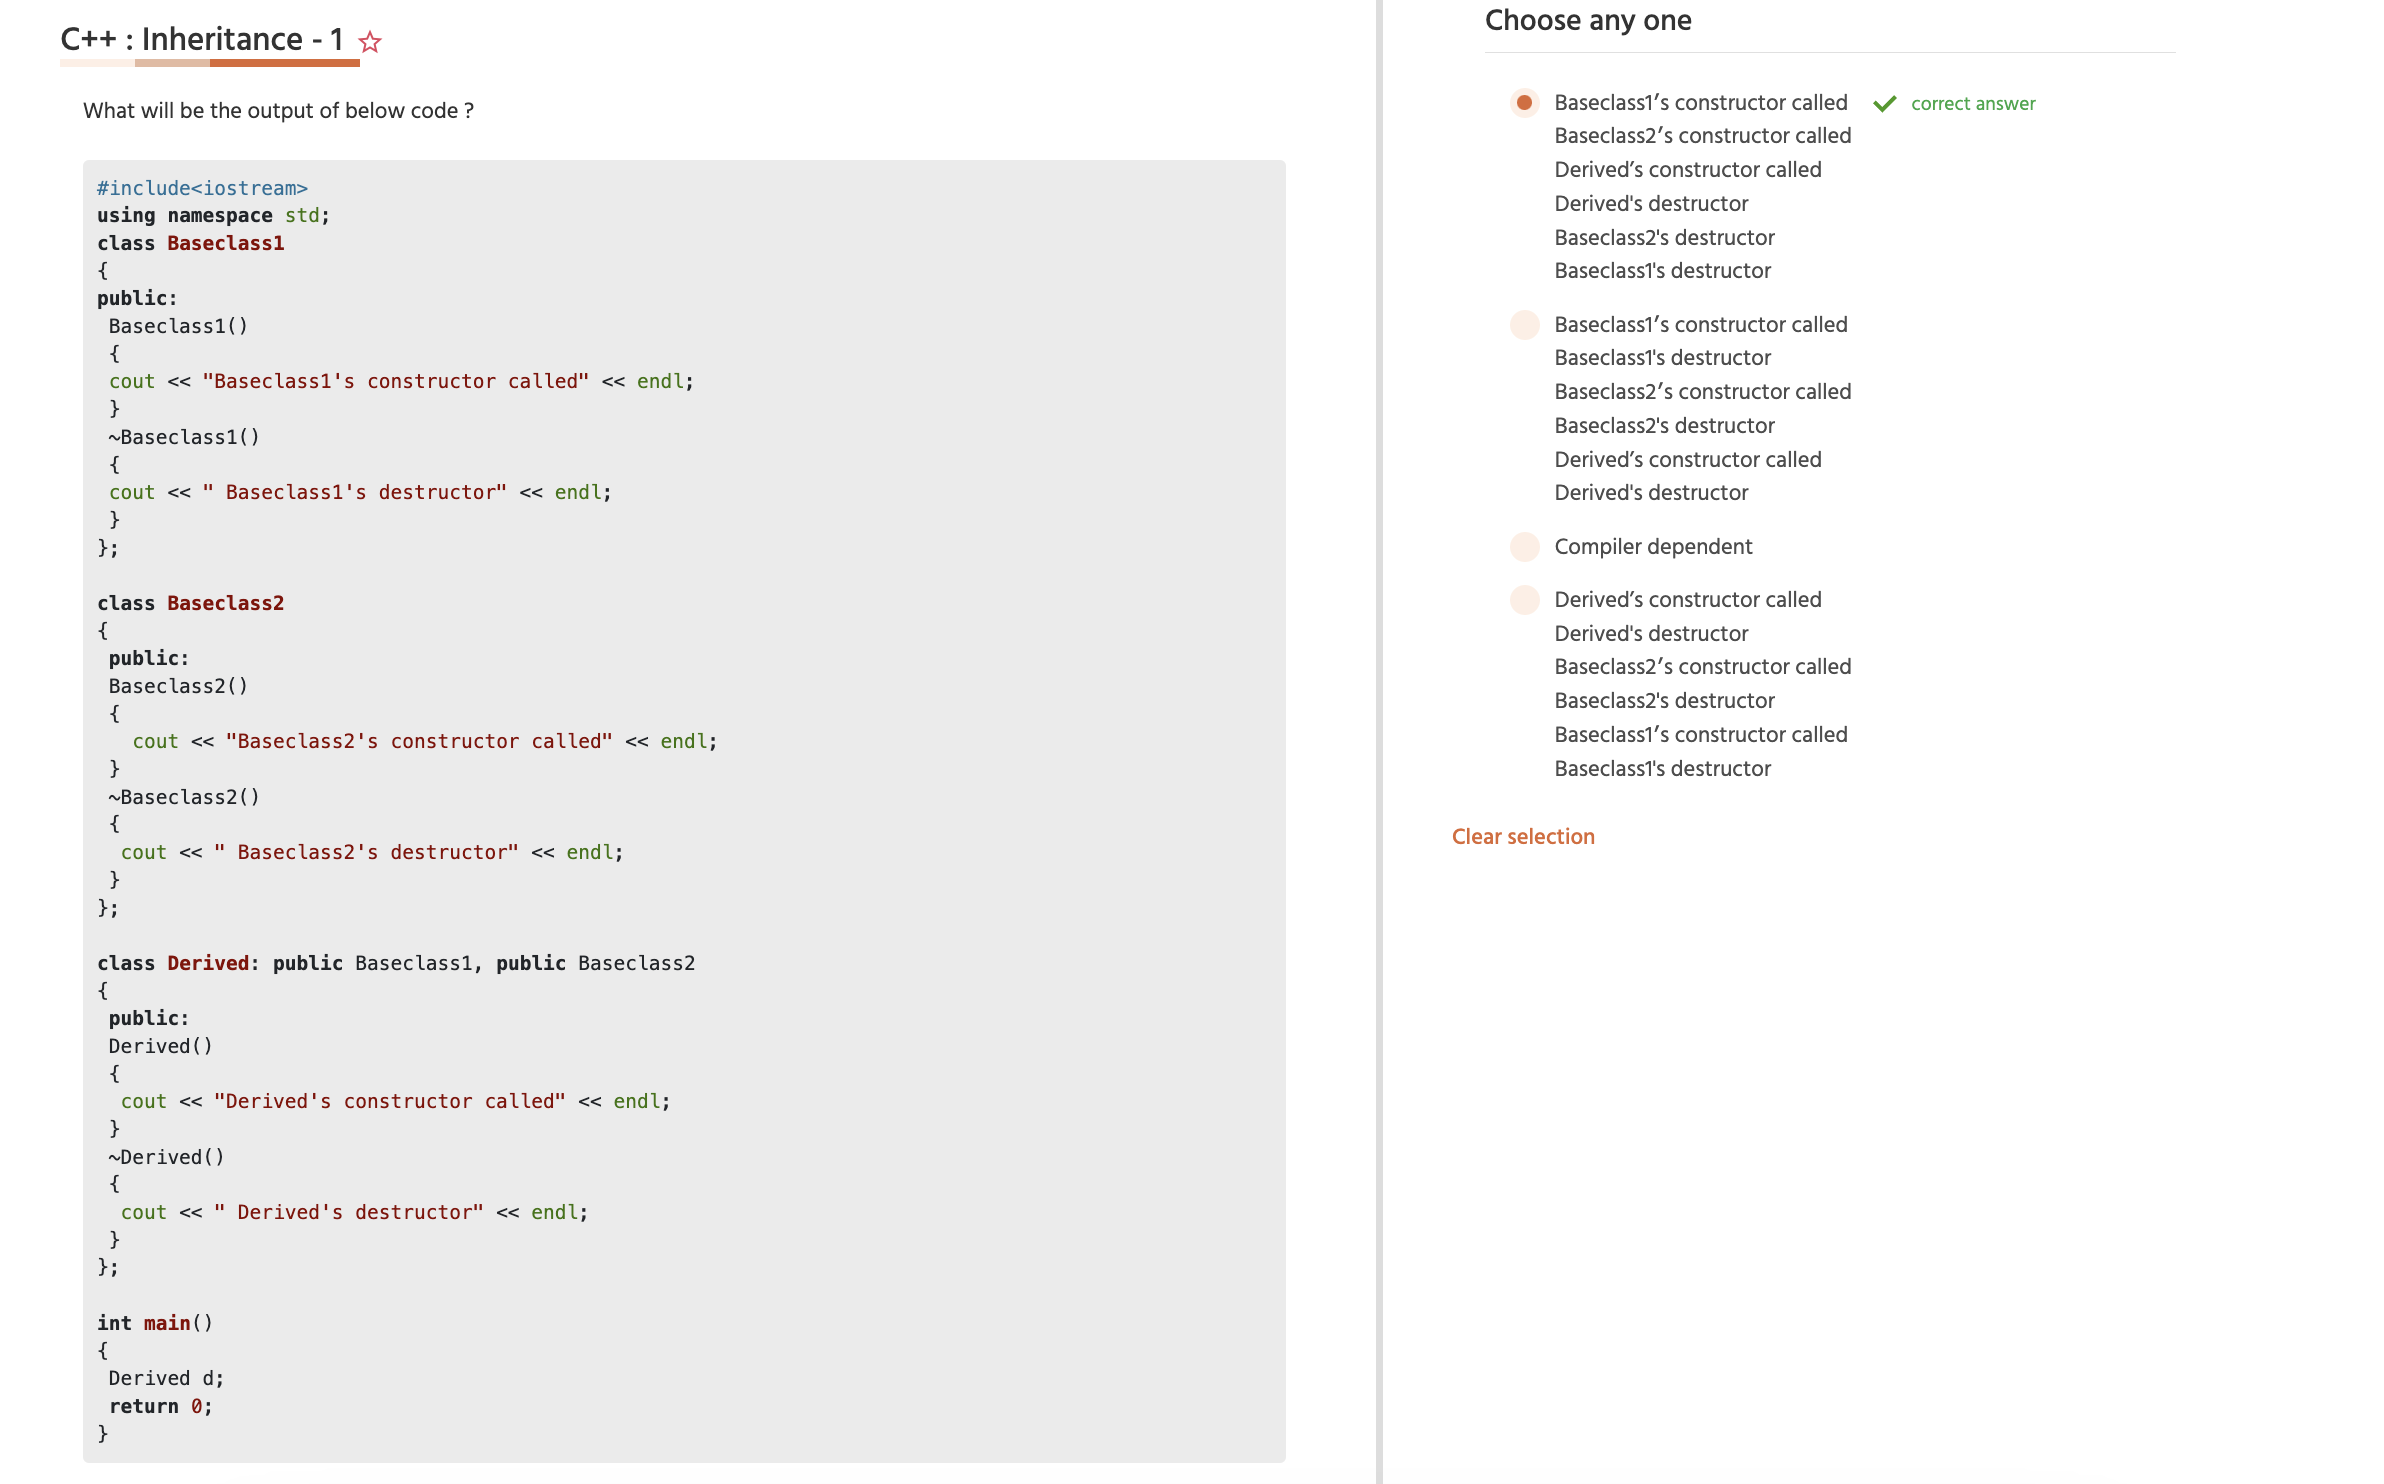 C++ : Inheritance - 1
What will be the output of below code ?
#include<iostream>
using namespace std;
class Baseclass1
{
public:
 Baseclass1()
 {
 cout << "Baseclass1's constructor called" << endl;
 }
 ~Baseclass1()
 {
 cout << " Baseclass1's destructor" << endl;
 }
};

class Baseclass2
{
 public:
 Baseclass2()
 {
   cout << "Baseclass2's constructor called" << endl;
 }
 ~Baseclass2()
 {
  cout << " Baseclass2's destructor" << endl;
 }
};

class Derived: public Baseclass1, public Baseclass2
{
 public:
 Derived()
 {
  cout << "Derived's constructor called" << endl;
 }
 ~Derived()
 {
  cout << " Derived's destructor" << endl;
 }
};

int main()
{
 Derived d;
 return 0;
}
Choose any one
Baseclass1′s constructor called correct answer
Baseclass2′s constructor called
Derived’s constructor called
Derived's destructor
Baseclass2's destructor
Baseclass1's destructor
Baseclass1′s constructor called
Baseclass1's destructor
Baseclass2′s constructor called
Baseclass2's destructor
Derived’s constructor called
Derived's destructor
Compiler dependent
Derived’s constructor called
Derived's destructor
Baseclass2′s constructor called
Baseclass2's destructor
Baseclass1′s constructor called
Baseclass1's destructor
Clear selection